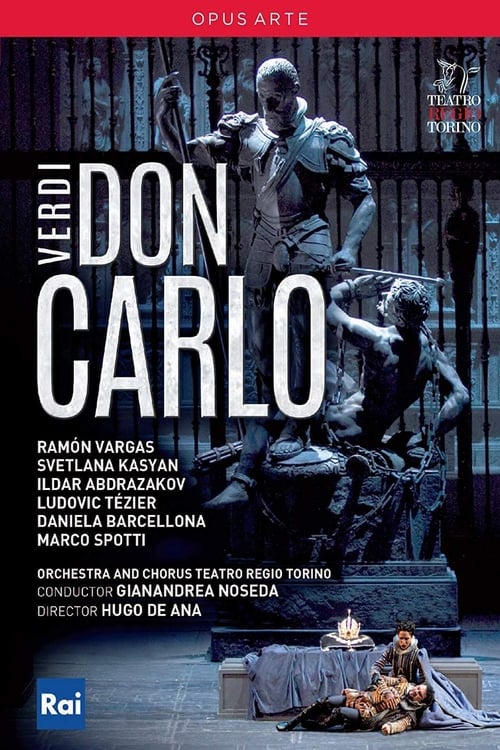 OPUS ARTE
TEATRO
REGIO
TORINO
VERDI
DON
CARLO
RAMÓN VARGAS
SVETLANA KASYAN
ILDAR ABDRAZAKOV
LUDOVIC TÉZIER
DANIELA BARCELLONA
MARCO SPOTTI
ORCHESTRA AND CHORUS TEATRO REGIO TORINO
CONDUCTOR GIANANDREA NOSEDA
DIRECTOR HUGO DE ANA
Rai